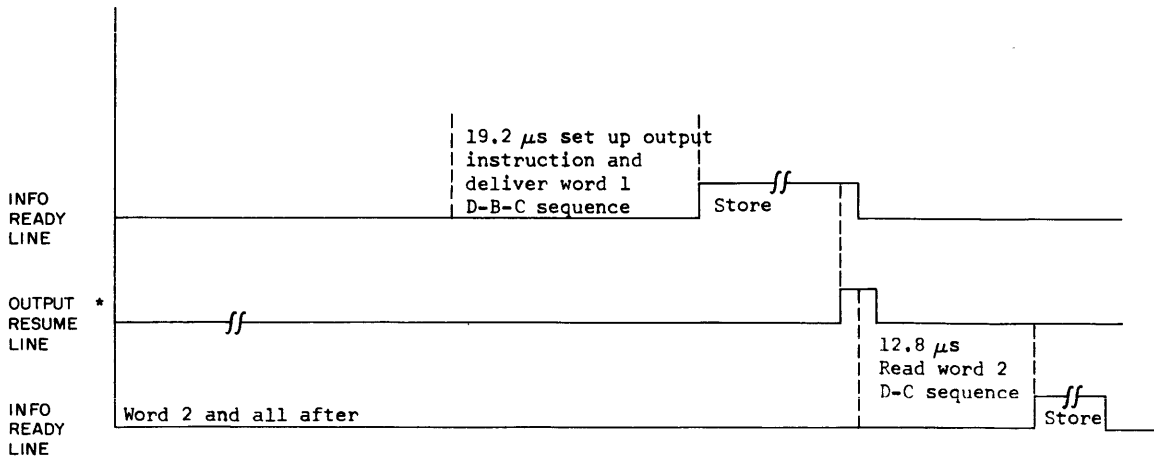 19.2 μs set up output
instruction and
deliver word 1
D-B-C sequence
INFO
READY
LINE
Store
OUTPUT *
RESUME
LINE
12.8 μs
Read word 2
D-C sequence
INFO
READY
LINE
Word 2 and all after
Store